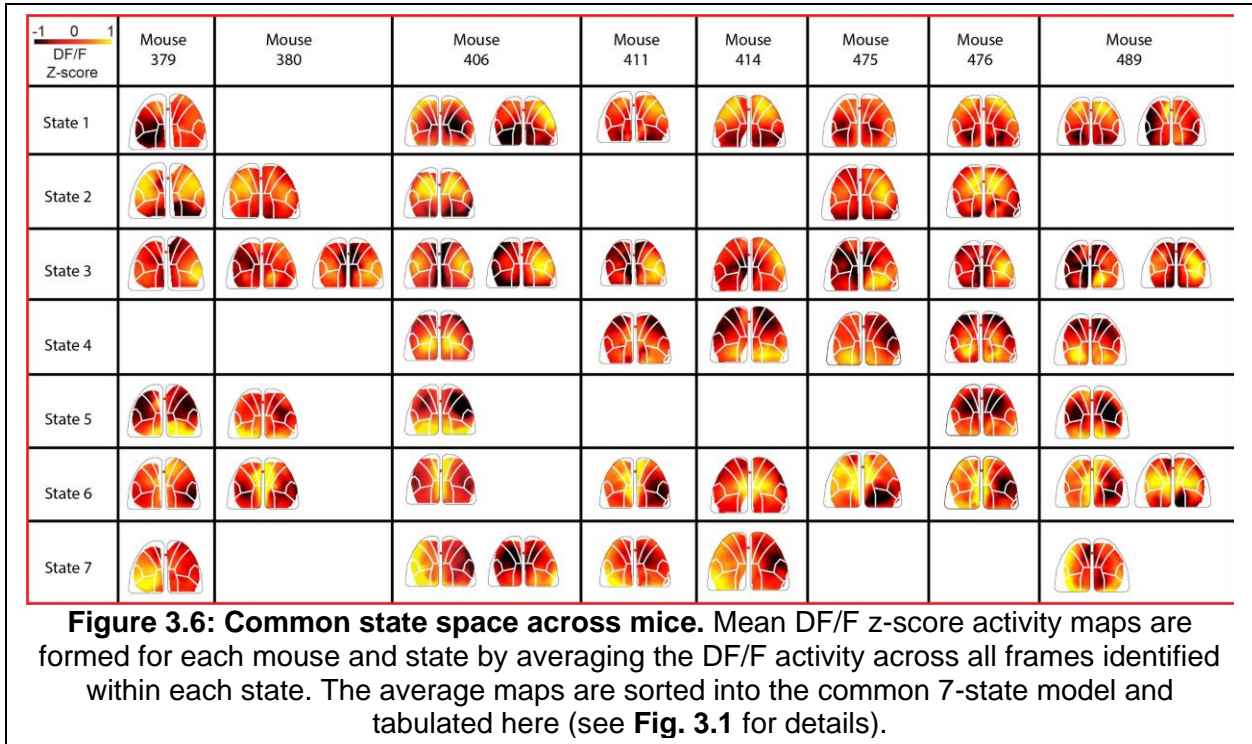 -1 0 1
DF/F
Z-score
Mouse
379
Mouse
380
Mouse
406
Mouse
411
Mouse
414
Mouse
475
Mouse
476
Mouse
489
State 1
State 2
State 3
State 4
State 5
State 6
State 7
Figure 3.6: Common state space across mice. Mean DF/F z-score activity maps are
formed for each mouse and state by averaging the DF/F activity across all frames identified
within each state. The average maps are sorted into the common 7-state model and
tabulated here (see Fig. 3.1 for details).